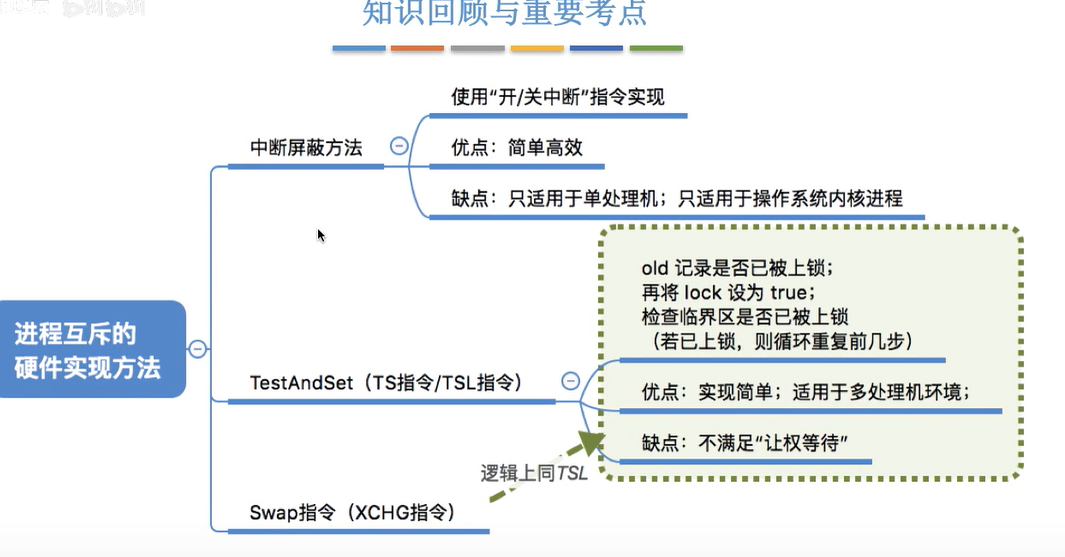 知识回顾与重要考点
使用“开/关中断”指令实现
中断屏蔽方法
优点：简单高效
缺点：只适用于单处理机；只适用于操作系统内核进程
old 记录是否已被上锁；
再将 lock 设为 true；
检查临界区是否已被上锁
（若已上锁，则循环重复前几步）
进程互斥的
硬件实现方法
TestAndSet（TS指令/TSL指令）
优点：实现简单；适用于多处理机环境；
缺点：不满足“让权等待”
逻辑上同TSL
Swap指令（XCHG指令）